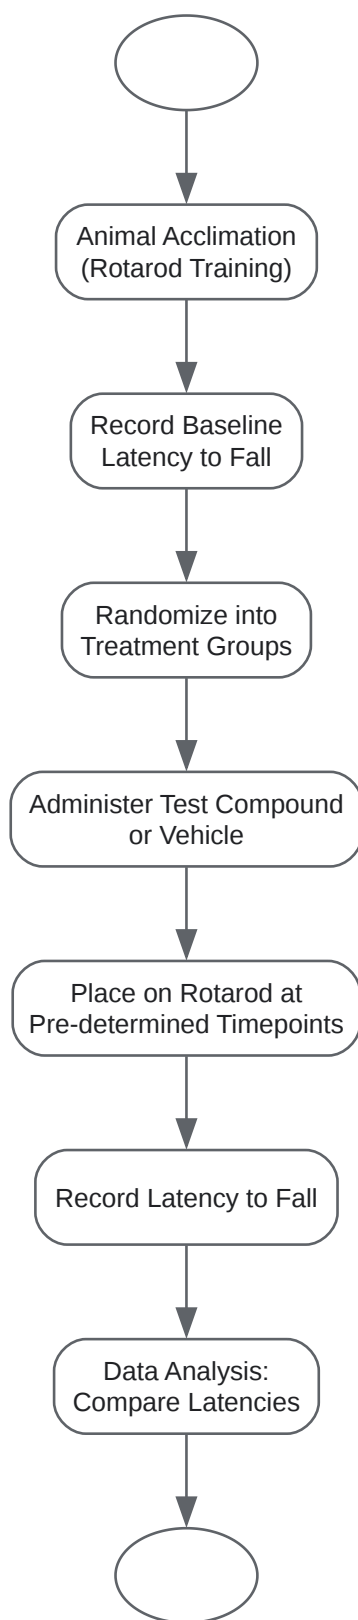 Animal Acclimation
(Rotarod Training)
Record Baseline
Latency to Fall
Randomize into
Treatment Groups
Administer Test Compound
or Vehicle
Place on Rotarod at
Pre-determined Timepoints
Record Latency to Fall
Data Analysis:
Compare Latencies